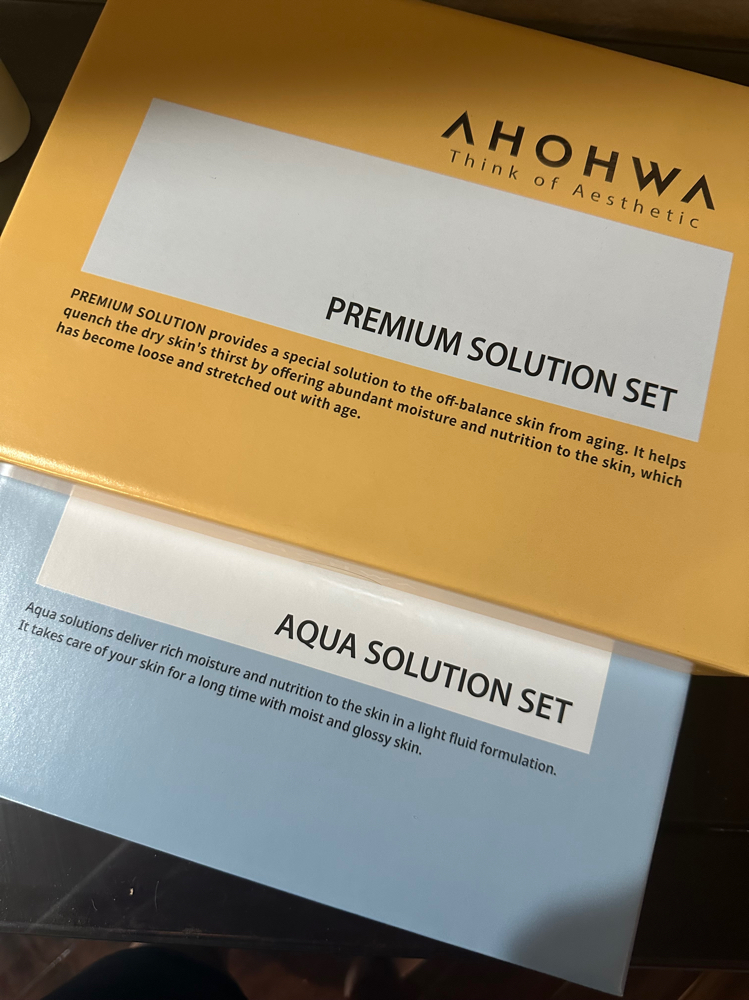 AHOHWA
Think of Aesthetic
PREMIUM SOLUTION SET
PREMIUM SOLUTION provides a special solution to the off-balance skin from aging. It helps
quench the dry skin's thirst by offering abundant moisture and nutrition to the skin, which
has become loose and stretched out with age.
AQUA SOLUTION SET
Aqua solutions deliver rich moisture and nutrition to the skin in a light fluid formulation.
It takes care of your skin for a long time with moist and glossy skin.